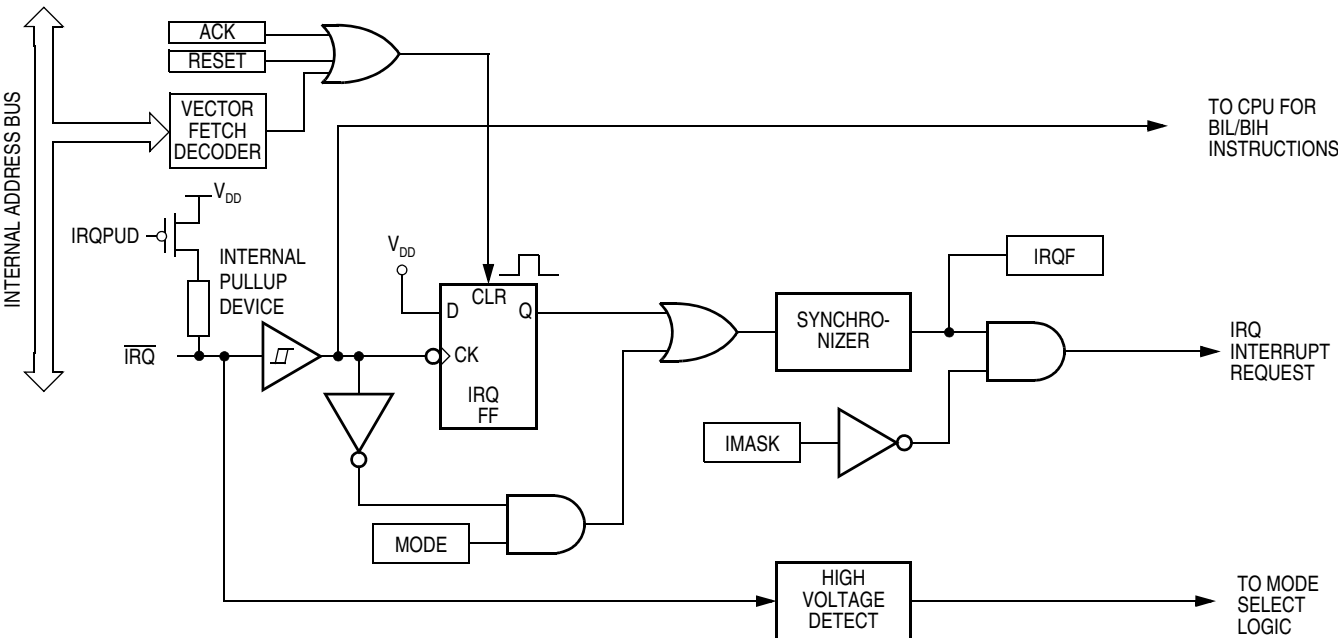 ACK
RESET
VECTOR
FETCH
DECODER
INTERNAL ADDRESS BUS
TO CPU FOR
BIL/BIH
INSTRUCTIONS
VDD
IRQPUD
INTERNAL
PULLUP
DEVICE
VDD
CLR
D
Q
CK
IRQ
FF
IRQ
SYNCHRO-
NIZER
IRQF
IRQ
INTERRUPT
REQUEST
IMASK
MODE
HIGH
VOLTAGE
DETECT
TO MODE
SELECT
LOGIC